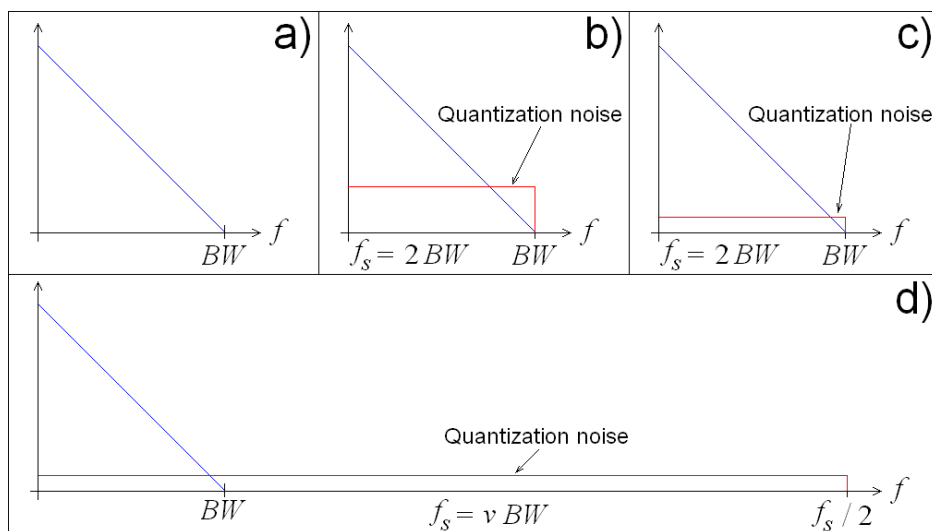 a)
BW
f
b)
Quantization noise
f
f_s = 2 BW
BW
c)
Quantization noise
f
f_s = 2 BW
BW
d)
Quantization noise
f
BW
f_s = v BW
f_s / 2